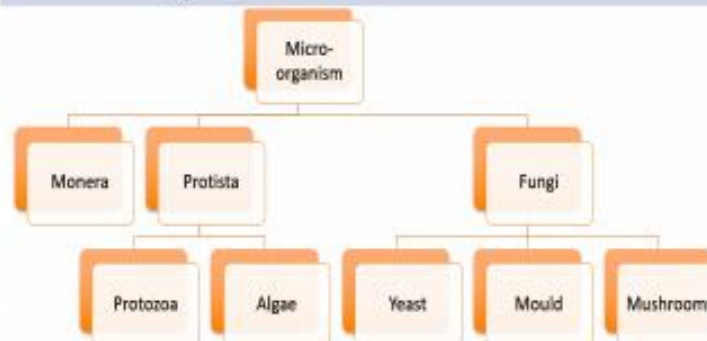 Micro-
organism
Monera
Protista
Fungi
Protozoa
Algae
Yeast
Mould
Mushroom